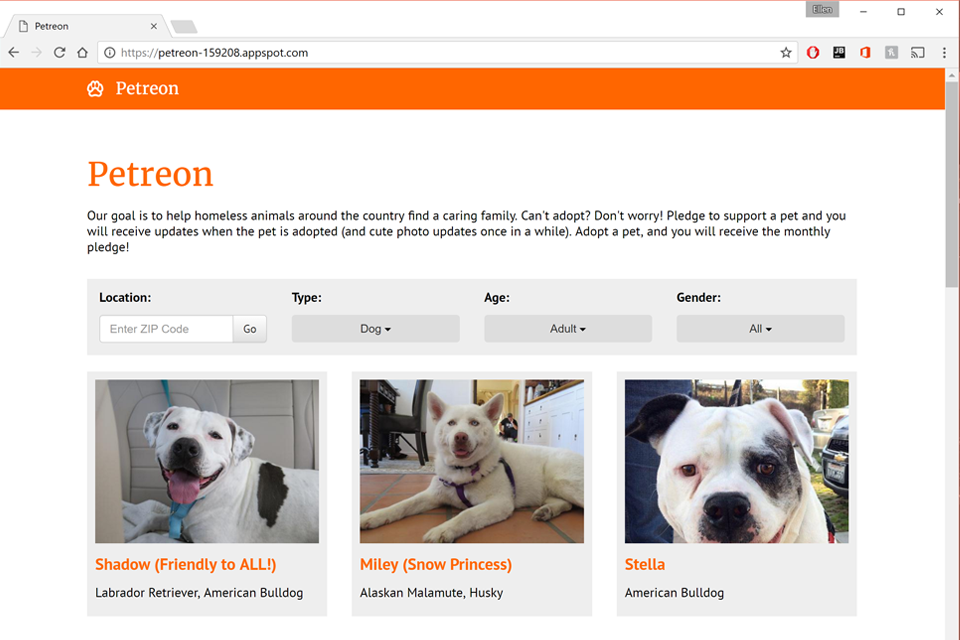 Ellen
Petreon
https://petreon-159208.appspot.com
JB
Petreon
Petreon
Our goal is to help homeless animals around the country find a caring family. Can't adopt? Don't worry! Pledge to support a pet and you
will receive updates when the pet is adopted (and cute photo updates once in a while). Adopt a pet, and you will receive the monthly
pledge!
Location: Type: Age: Gender:
Enter ZIP Code Go Dog Adult All
Shadow (Friendly to ALL!) Miley (Snow Princess) Stella
Labrador Retriever, American Bulldog Alaskan Malamute, Husky American Bulldog